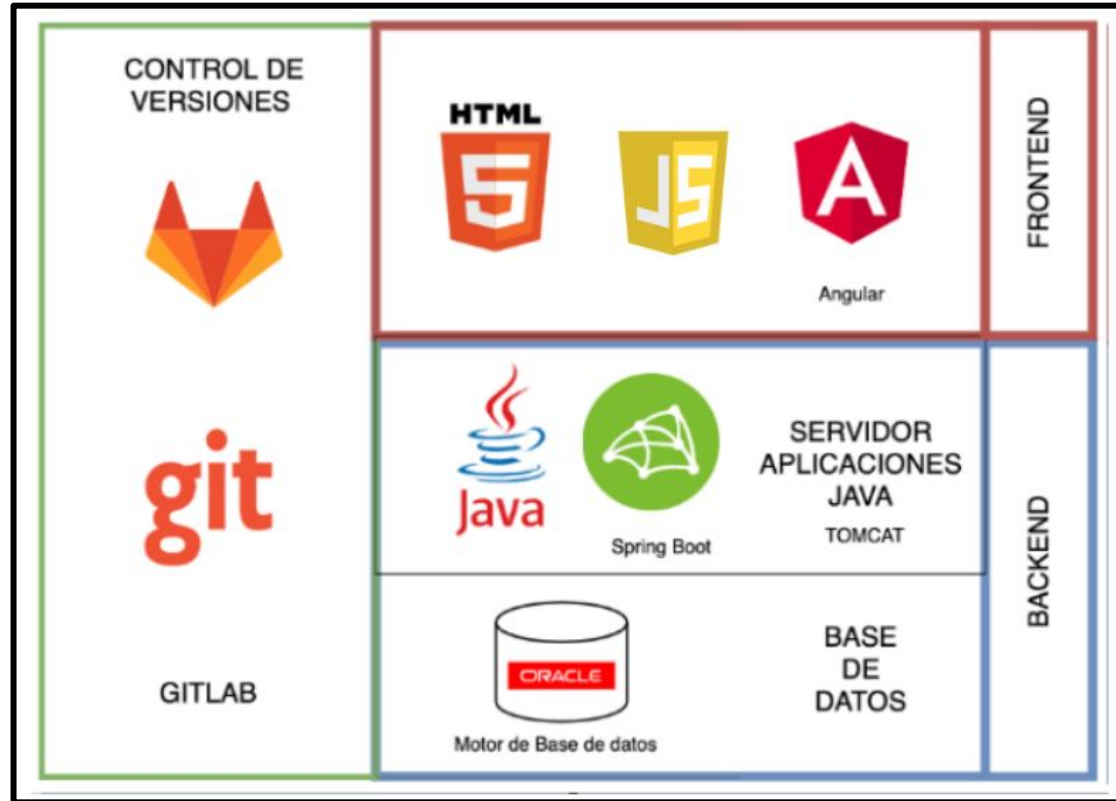 CONTROL DE
VERSIONES
git
GITLAB
HTML
5
JS
A
Angular
FRONTEND
Java
Spring Boot
SERVIDOR
APLICACIONES
JAVA
TOMCAT
ORACLE
Motor de Base de datos
BASE
DE
DATOS
BACKEND